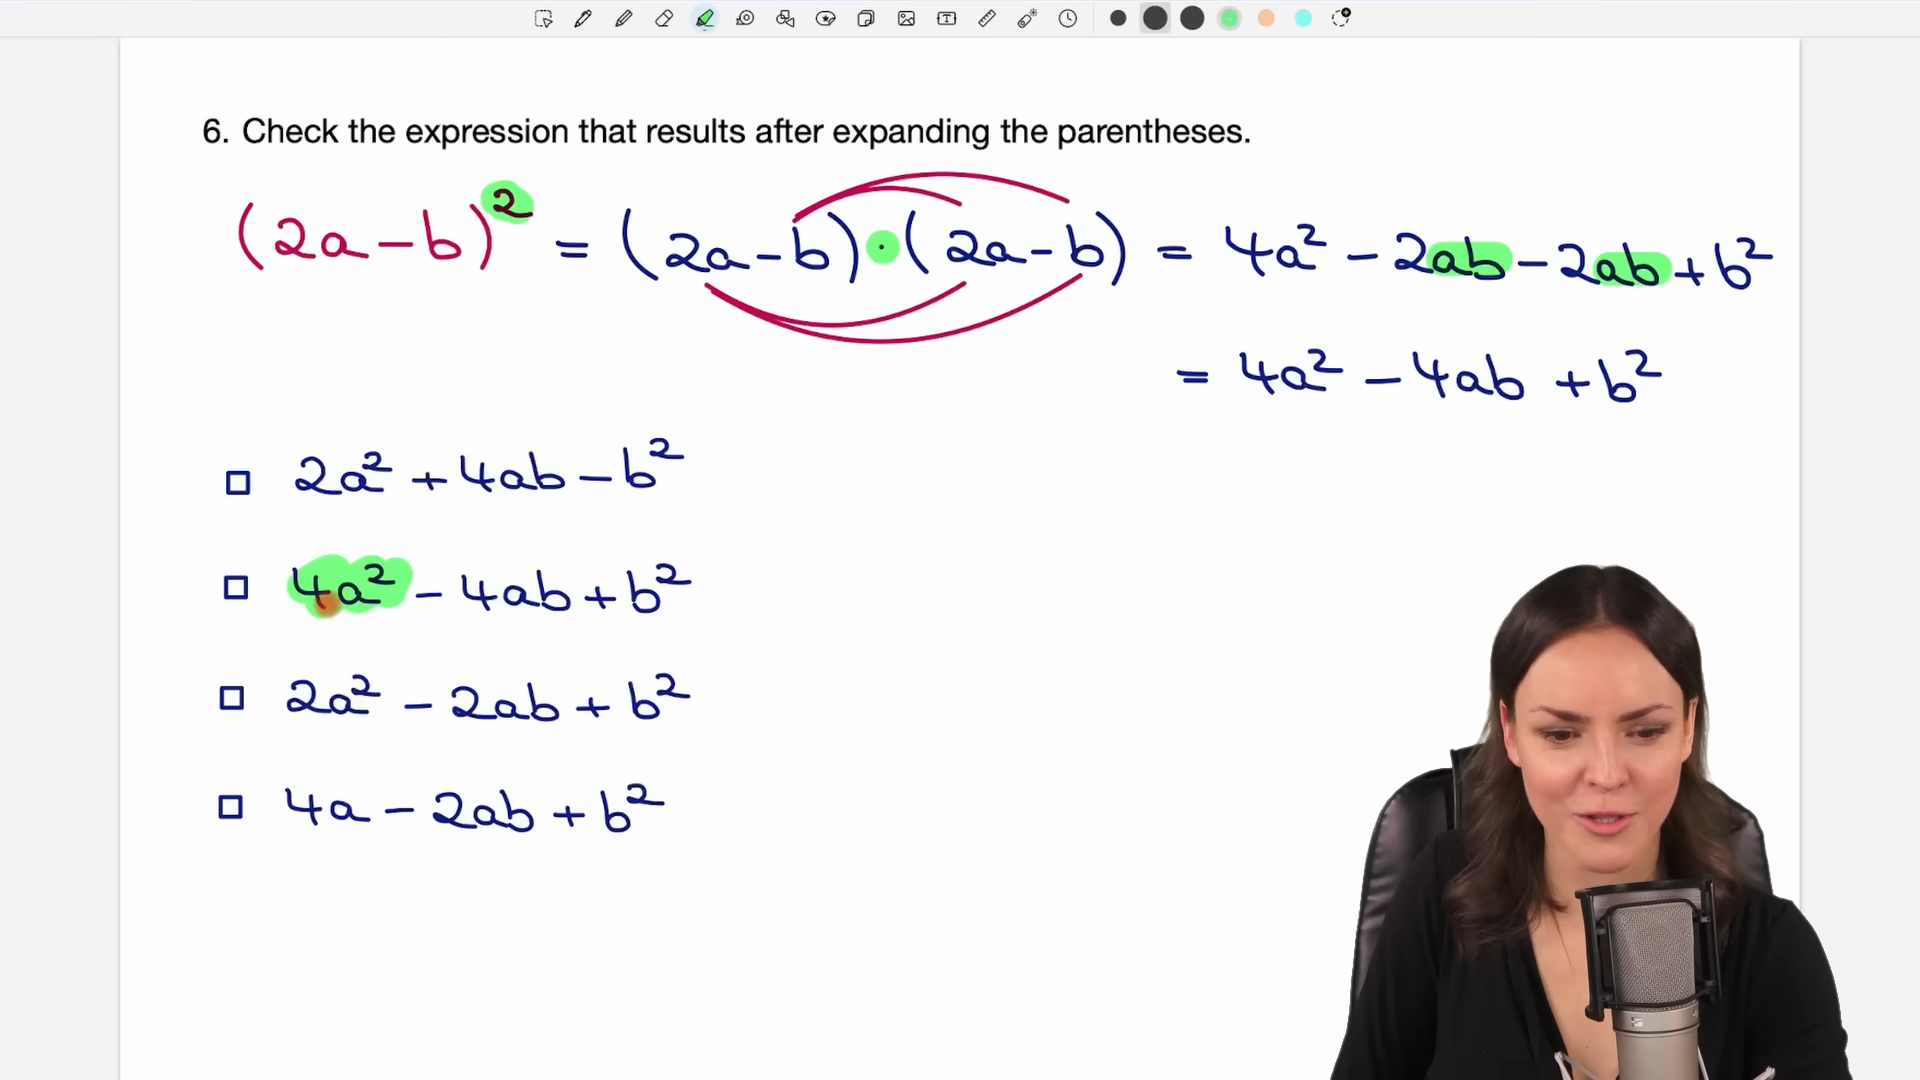 6. Check the expression that results after expanding the parentheses.
(2a-b)² = (2a-b)·(2a-b) = 4a² - 2ab - 2ab + b²
= 4a² - 4ab + b²
□ 2a² + 4ab - b²
□ 4a² - 4ab + b²
□ 2a² - 2ab + b²
□ 4a - 2ab + b²